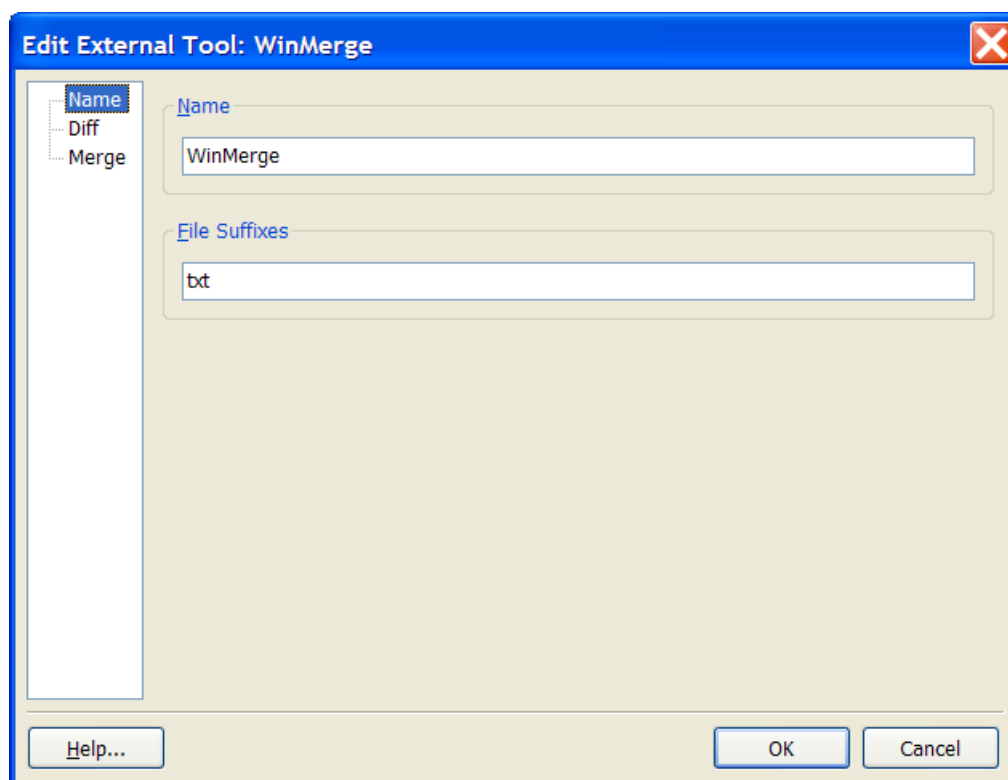 Edit External Tool: WinMerge
Name
Diff
Merge
Name
WinMerge
File Suffixes
txt
Help...
OK
Cancel